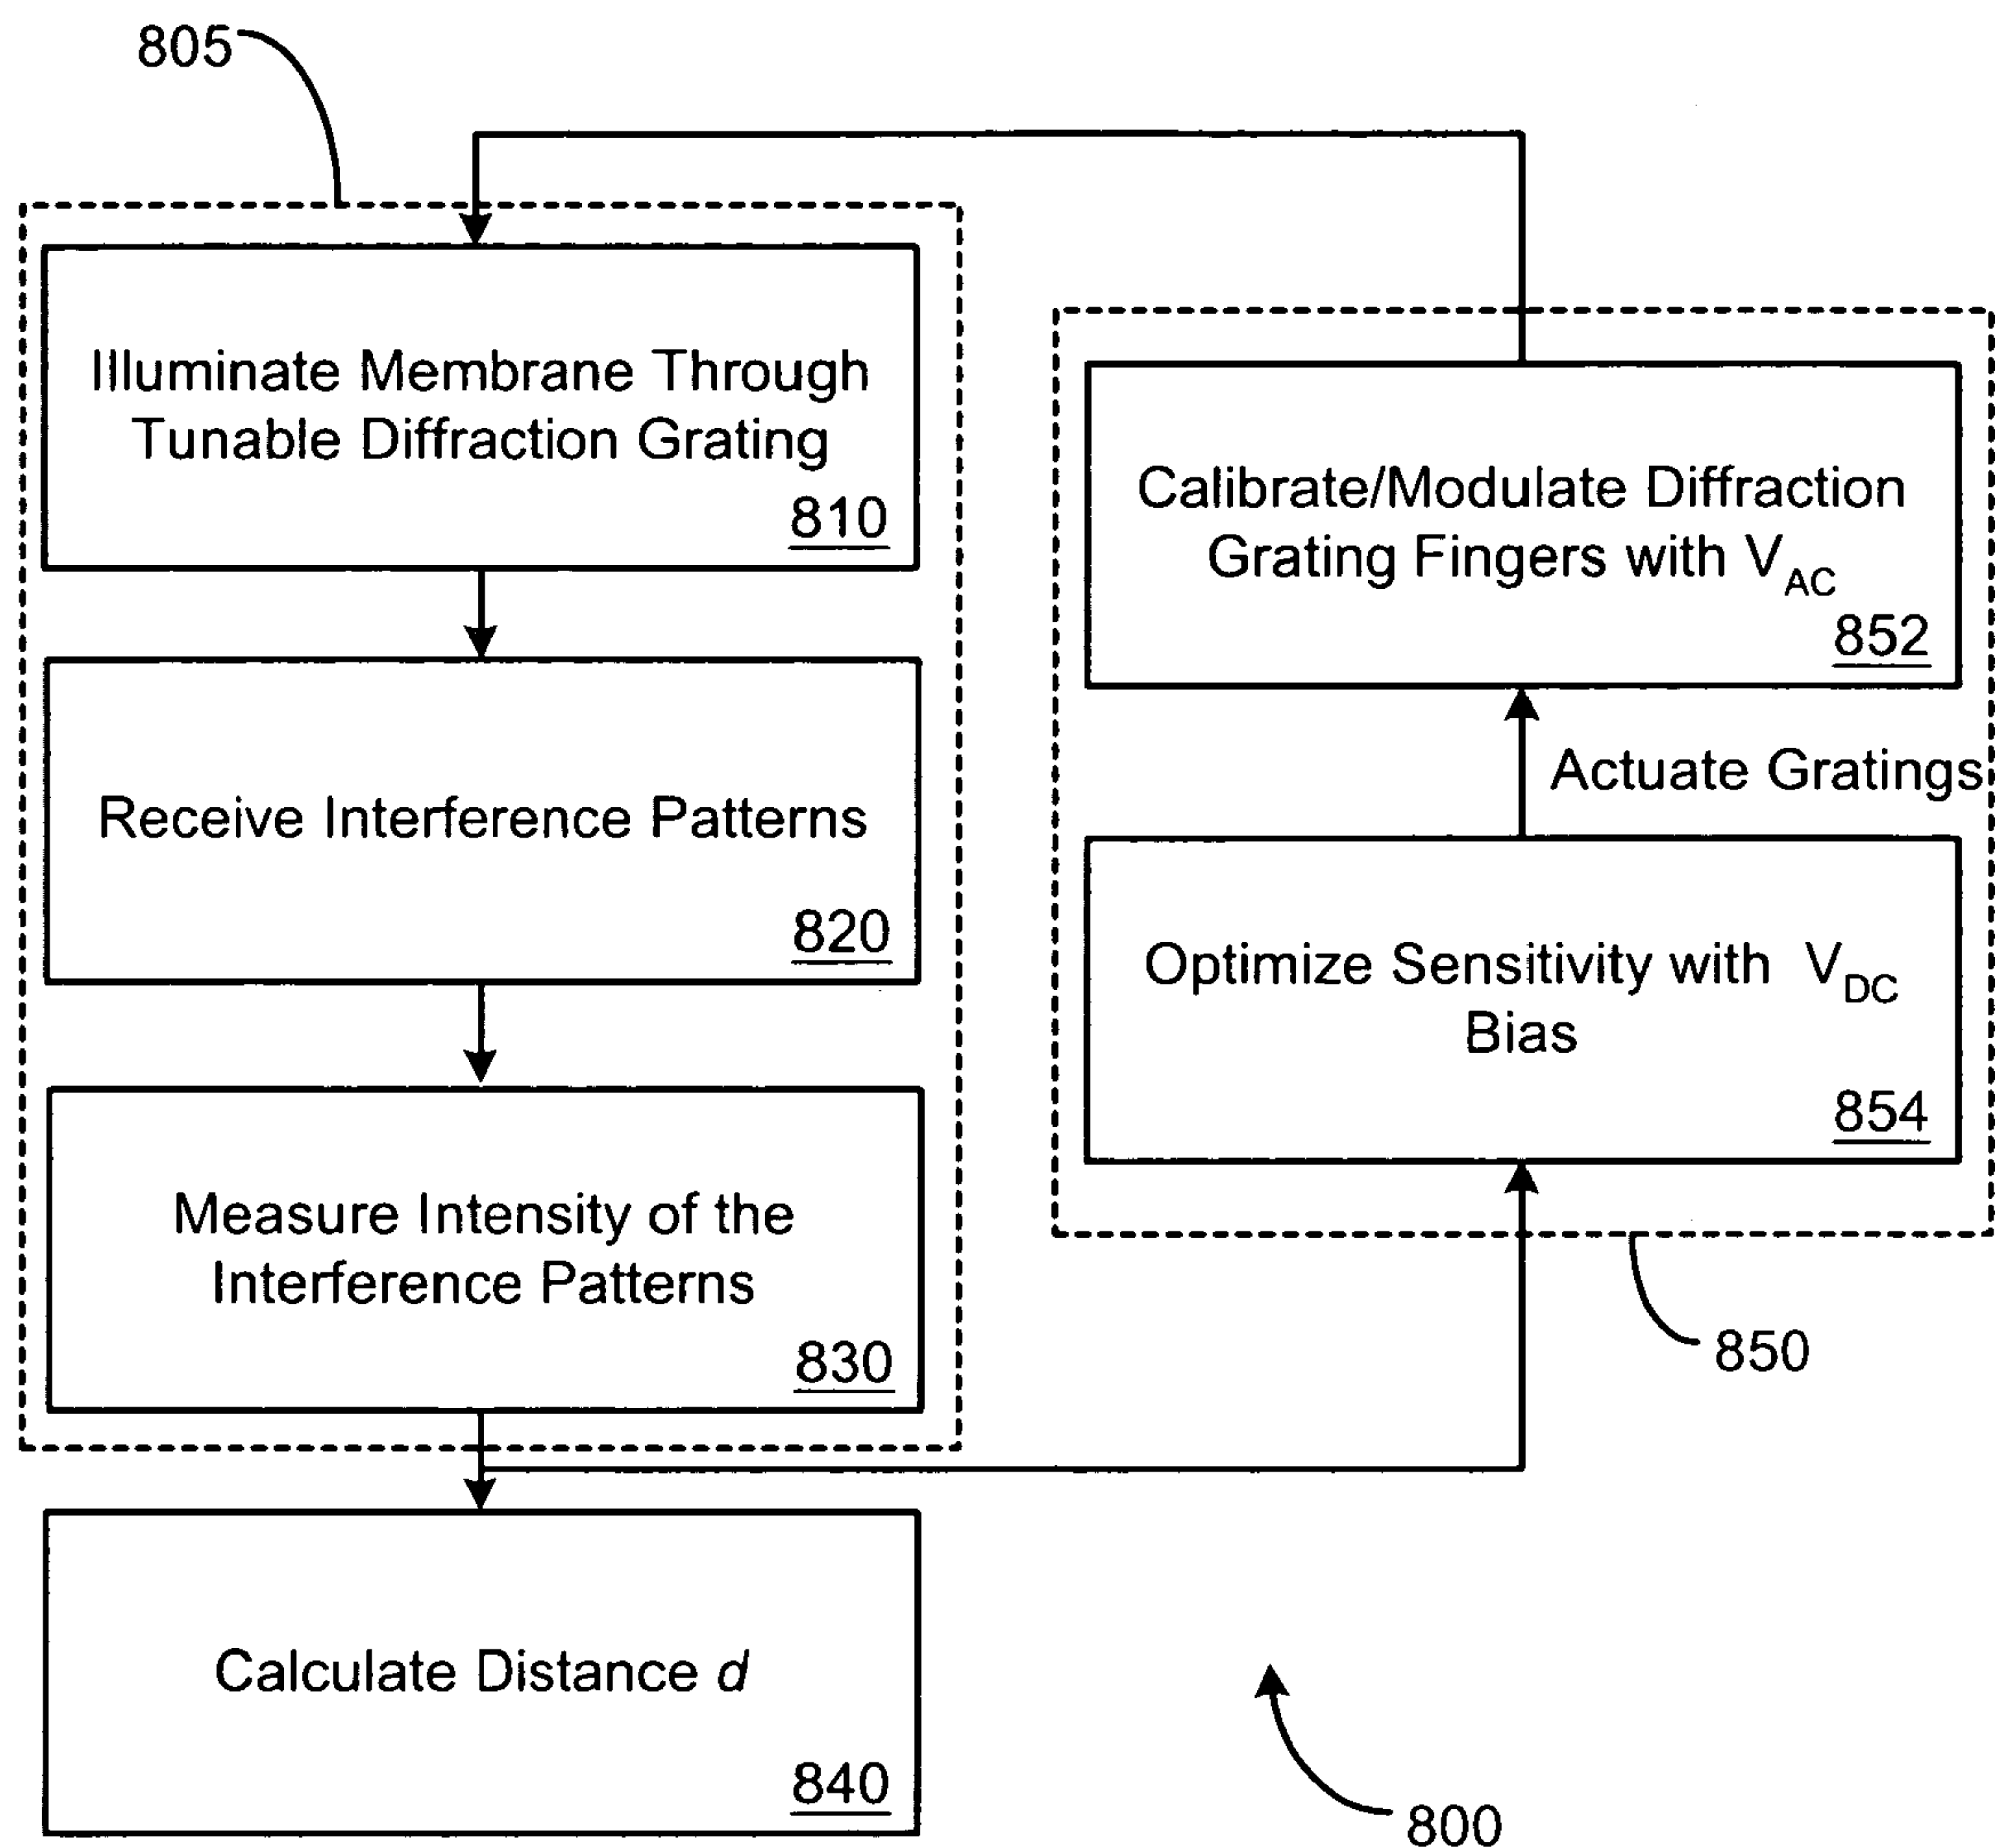 805
Illuminate Membrane Through
Tunable Diffraction Grating
810
Receive Interference Patterns
820
Measure Intensity of the
Interference Patterns
830
Calculate Distance d
840
Calibrate/Modulate Diffraction
Grating Fingers with VAC
852
Actuate Gratings
Optimize Sensitivity with VDC
Bias
854
850
800